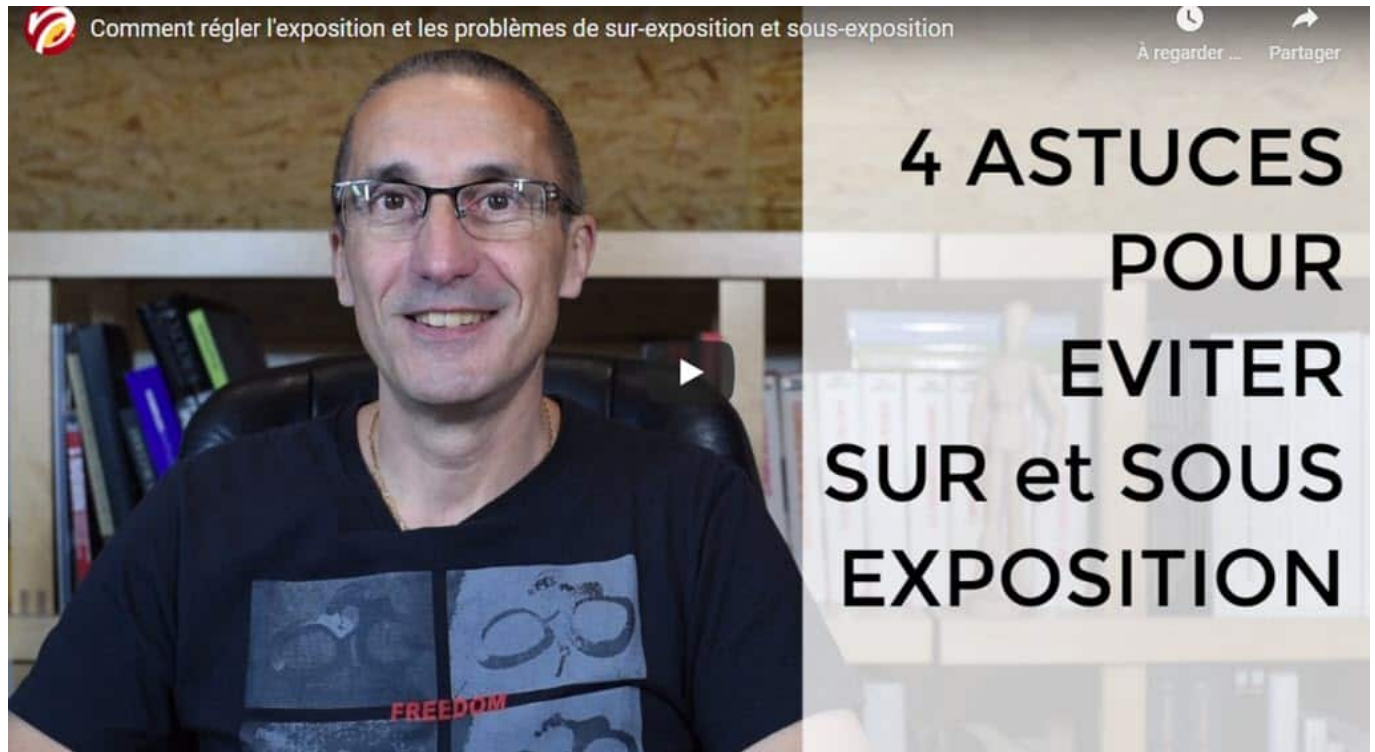 Comment régler l'exposition et les problèmes de sur-exposition et sous-exposition
À regarder ...
Partager
4 ASTUCES
POUR
EVITER
SUR et SOUS
EXPOSITION
FREEDOM